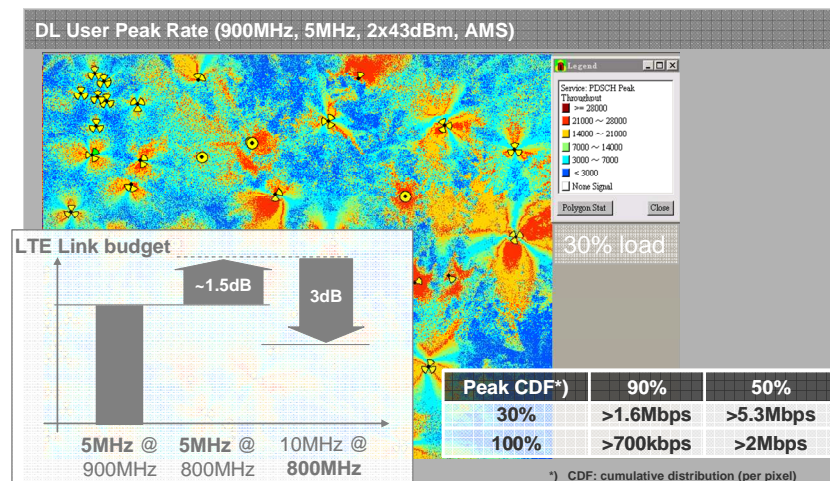 DL User Peak Rate (900MHz, 5MHz, 2x43dBm, AMS)
Legend
Service: PDSCH Peak
Throughput
>= 28000
21000 ~ 28000
14000 ~ 21000
7000 ~ 14000
3000 ~ 7000
< 3000
None Signal
Polygon Stat Close
30% load
LTE Link budget
~1.5dB
3dB
5MHz @ 900MHz
5MHz @ 800MHz
10MHz @ 800MHz
Peak CDF*) 90% 50%
30% >1.6Mbps >5.3Mbps
100% >700kbps >2Mbps
*) CDF: cumulative distribution (per pixel)